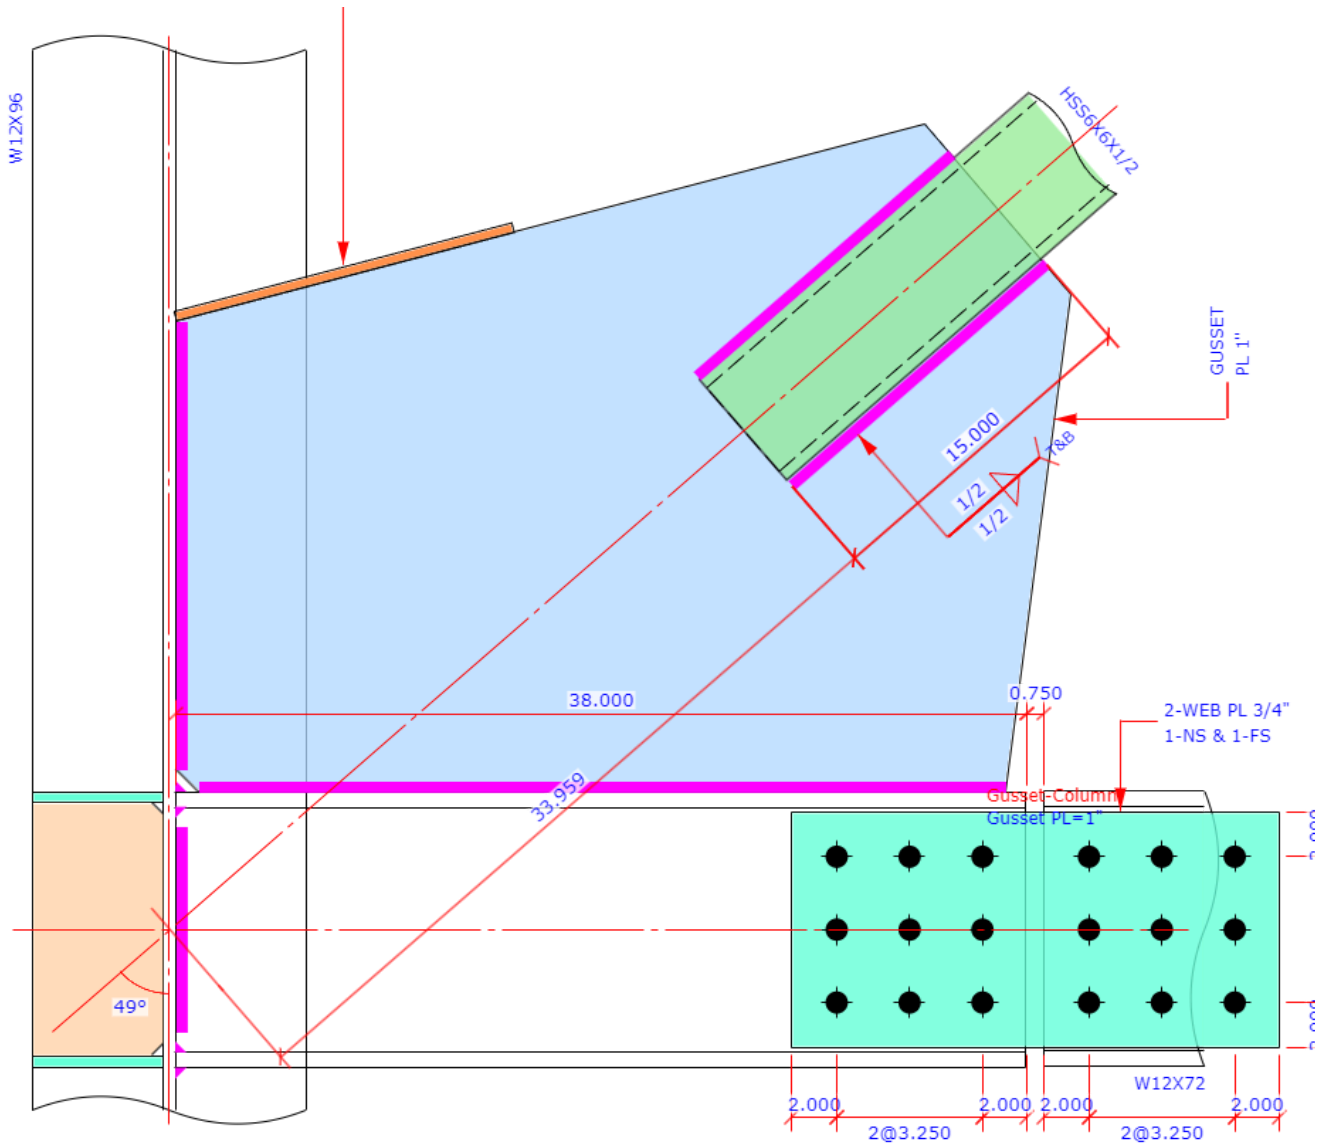 W12X96
HSS6X6X1/2
GUSSET
PL 1"
15.000
T&B
1/2
1/2
38.000
0.750
2-WEB PL 3/4"
1-NS & 1-FS
33.959
Gusset-Column
Gusset PL=1"
49°
W12X72
2.000
2.000
2.000
2.000
2@3.250
2@3.250